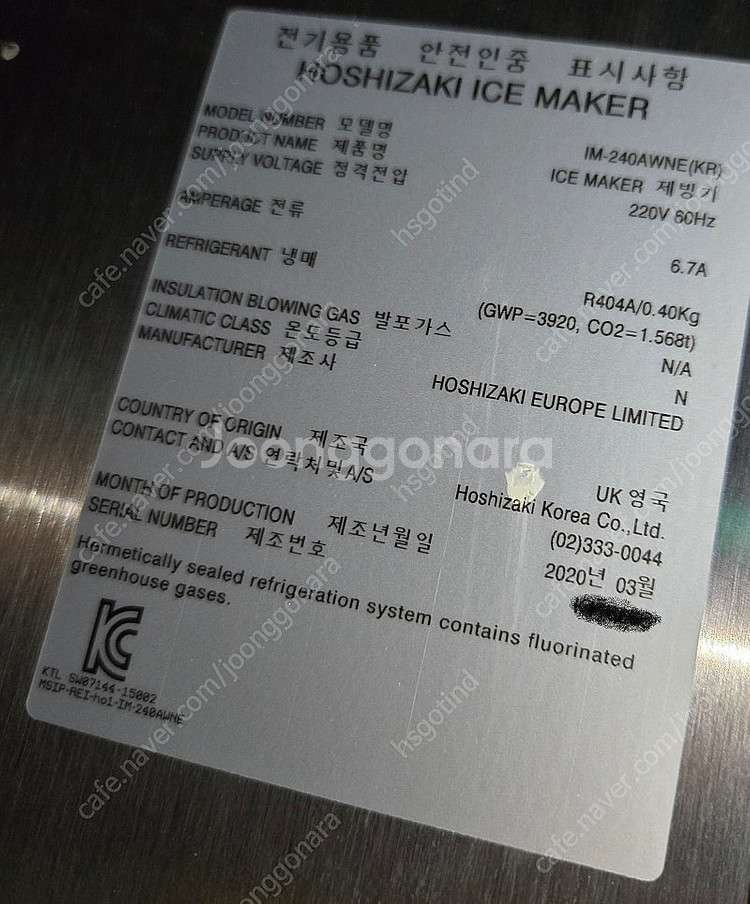 전기용품 안전인증 표시사항
HOSHIZAKI ICE MAKER
MODEL NUMBER 모델명 IM-240AWNE(KR)
PRODUCT NAME 제품명 ICE MAKER 제빙기
SUPPLY VOLTAGE 정격전압 220V 60Hz
AMPERAGE 전류 6.7A
REFRIGERANT 냉매 R404A/0.40Kg
(GWP=3920, CO2=1.568t)
INSULATION BLOWING GAS 발포가스 N/A
CLIMATIC CLASS 온도등급 N
MANUFACTURER 제조사 HOSHIZAKI EUROPE LIMITED
COUNTRY OF ORIGIN 제조국 UK 영국
CONTACT AND A/S 연락처및A/S Hoshizaki Korea Co.,Ltd.
(02)333-0044
MONTH OF PRODUCTION 제조년월일 2020년 03월
SERIAL NUMBER 제조번호
Hermetically sealed refrigeration system contains fluorinated
greenhouse gases.
KC
KTL SW07144-15002
MSIP-REI-ho1-IM-240AWNE
Joonggonara
cafe.naver.com/joonggonara
hsgotind